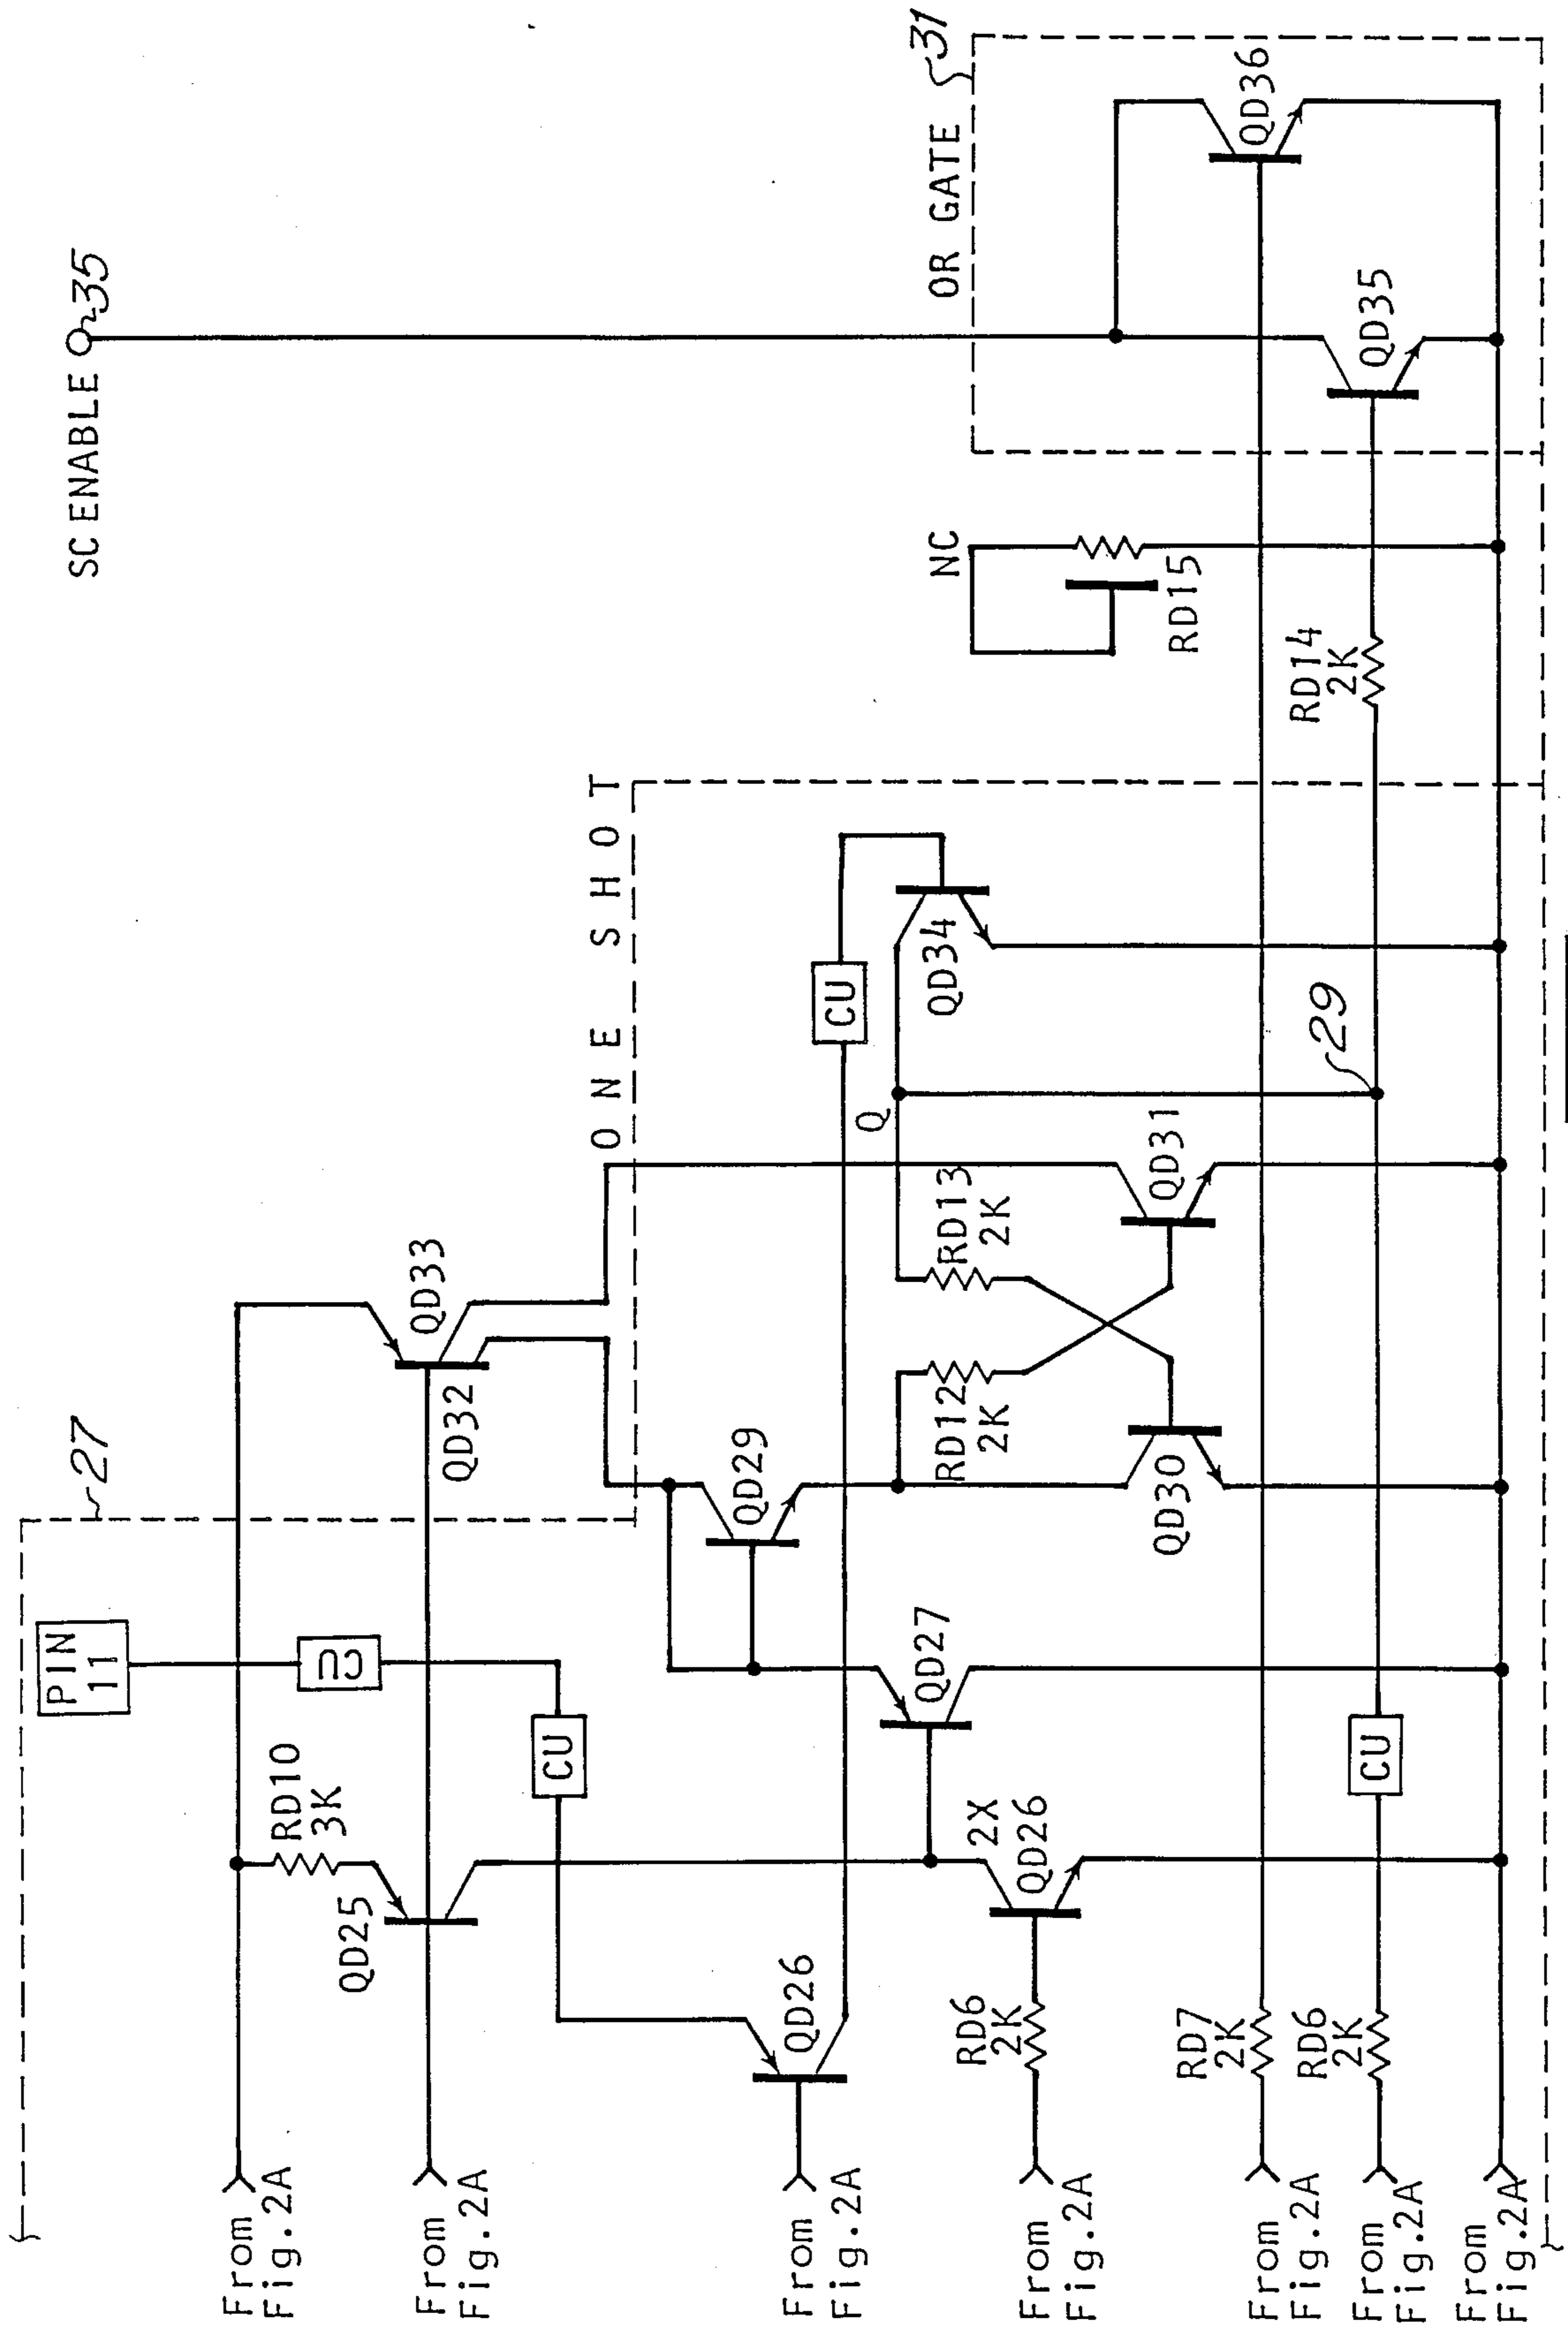 SC ENABLE
35
31
OR GATE
QD36
QD35
NC
RD15
RD14
2K
ONE SHOT
CU
QD34
29
Q
QD33
QD32
RD13
2K
QD31
RD12
2K
QD30
QD29
27
PIN
11
CU
CU
QD27
CU
RD10
3K
QD25
2X
QD26
QD26
RD6
2K
RD7
2K
RD6
2K
From
Fig.2A
From
Fig.2A
From
Fig.2A
From
Fig.2A
From
Fig.2A
From
Fig.2A
From
Fig.2A